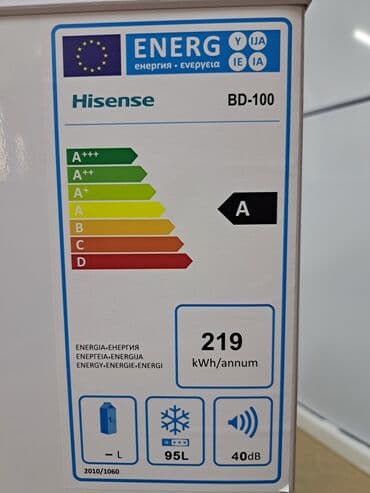 ENERG Y IJA
енергия · ενεργεια IE IA
Hisense BD-100
A+++
A++
A+
A
B
C
D
A
ENERGIA•ЕНЕРГИЯ
ΕΝΕΡΓΕΙΑ•ENERGIJA
ENERGY•ENERGIE•ENERGI
219
kWh/annum
– L
95L
40dB
2010/1060